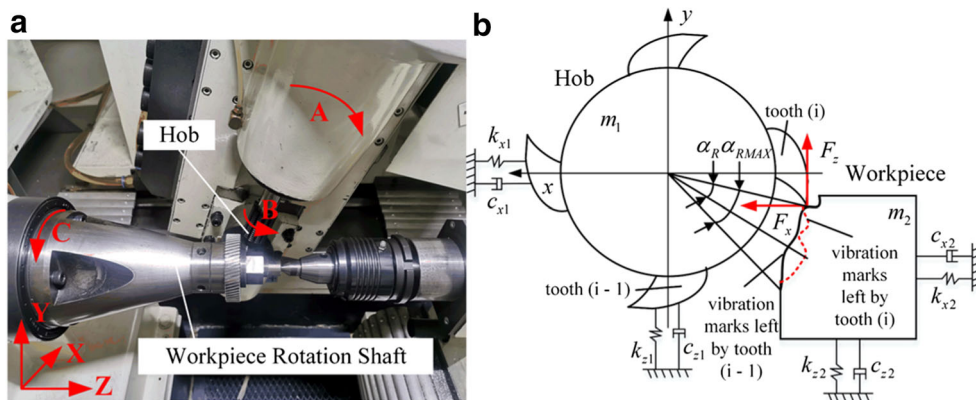 a
Hob
A
B
C
Y
X
Z
Workpiece Rotation Shaft
b
y
Hob
m1
tooth (i)
kx1
cx1
x
αR αRMAX
Fz
Workpiece
Fx
m2
cx2
kx2
vibration
marks
left by
tooth (i)
tooth (i - 1)
vibration
marks left
by tooth
(i - 1)
kz1
cz1
kz2
cz2